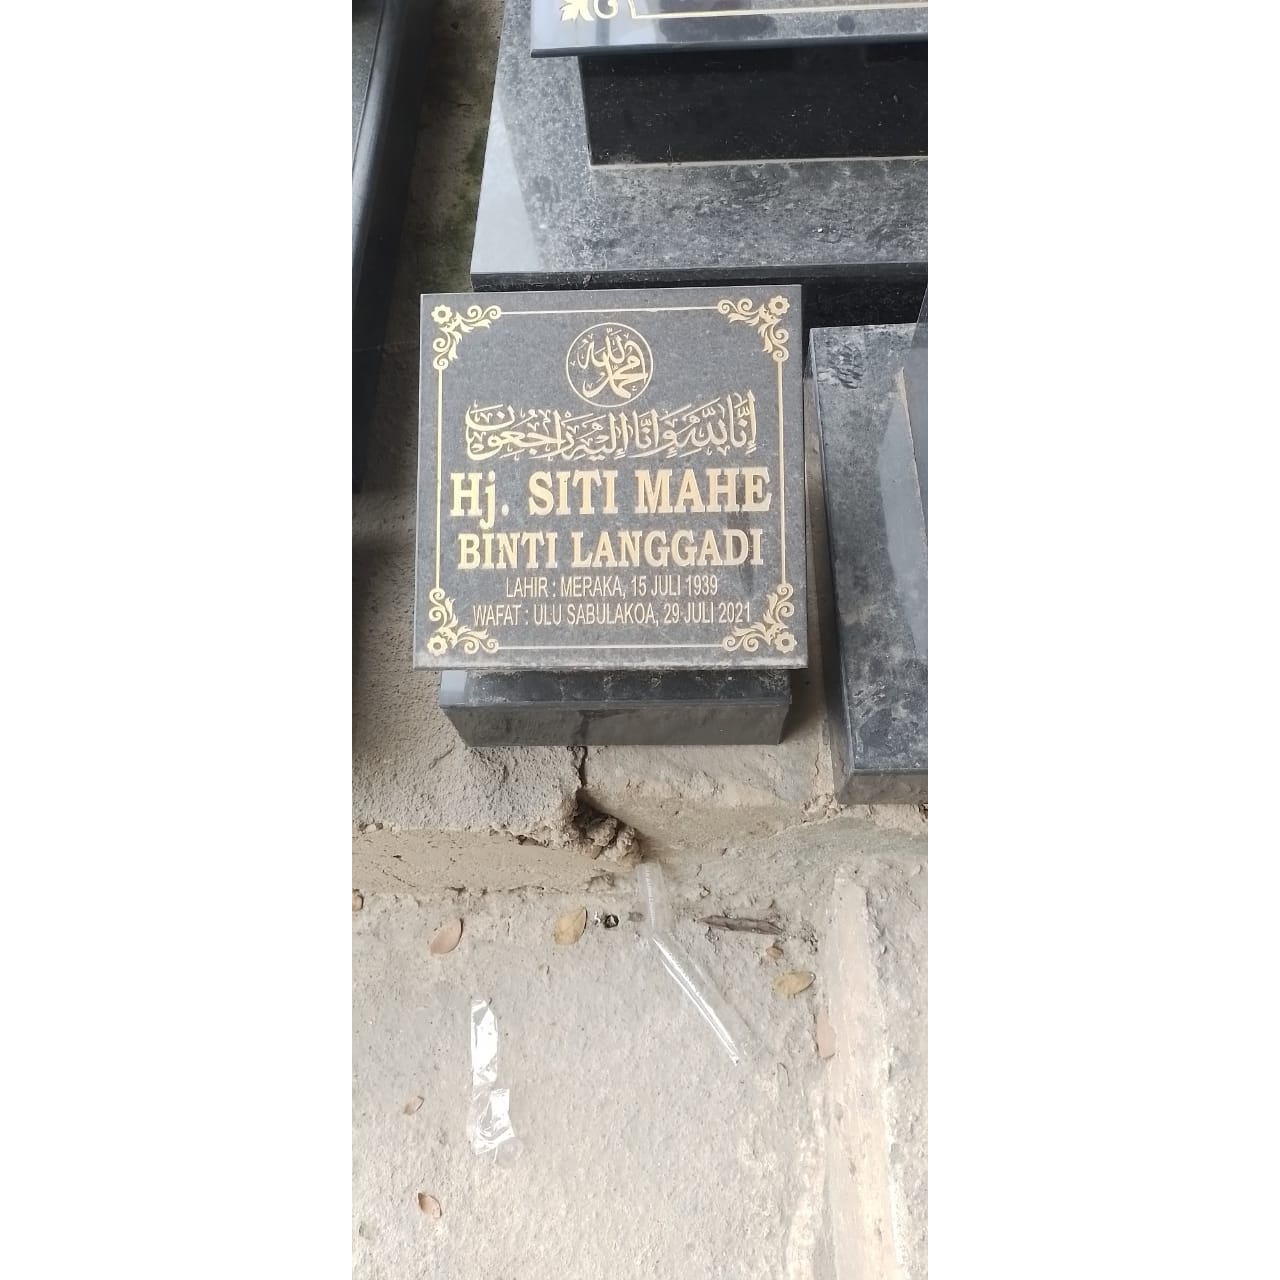 الله محمد
إنا لله وإنا إليه راجعون
Hj. SITI MAHE
BINTI LANGGADI
LAHIR : MERAKA, 15 JULI 1939
WAFAT : ULU SABULAKOA, 29 JULI 2021